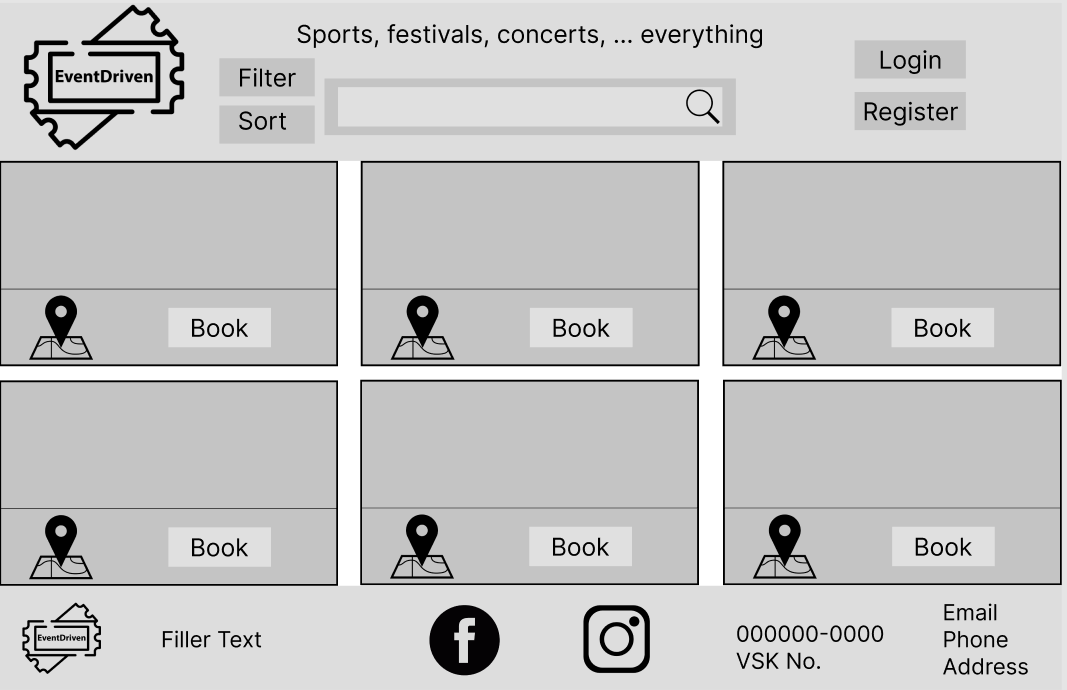 Sports, festivals, concerts, ... everything
EventDriven
Filter
Sort
Login
Register
Book
Book
Book
Book
Book
Book
EventDriven
Filler Text
f
000000-0000
VSK No.
Email
Phone
Address